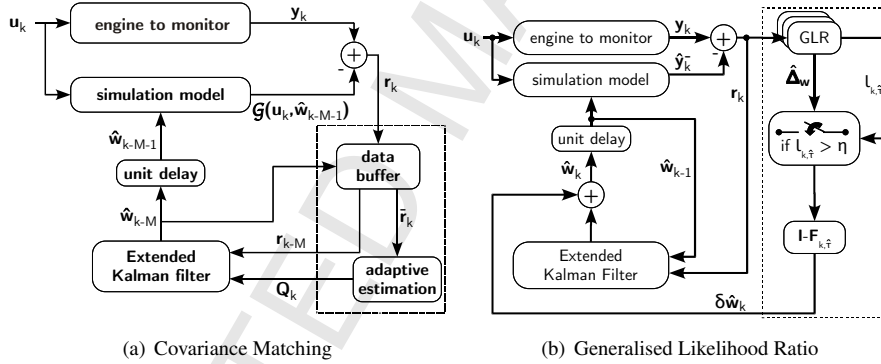 u_k
engine to monitor
y_k
+
-
r_k
simulation model
𝒢(u_k,ŵ_{k-M-1})
ŵ_{k-M-1}
unit delay
ŵ_{k-M}
data
buffer
r̄_k
r_{k-M}
Extended
Kalman filter
Q_k
adaptive
estimation
(a) Covariance Matching
u_k
engine to monitor
y_k
+
-
ŷ_k^-
simulation model
r_k
GLR
Δ̂_w
l_{k,τ̂}
unit delay
ŵ_k
ŵ_{k-1}
if l_{k,τ̂} > η
+
I-F_{k,τ̂}
Extended
Kalman Filter
δŵ_k
(b) Generalised Likelihood Ratio